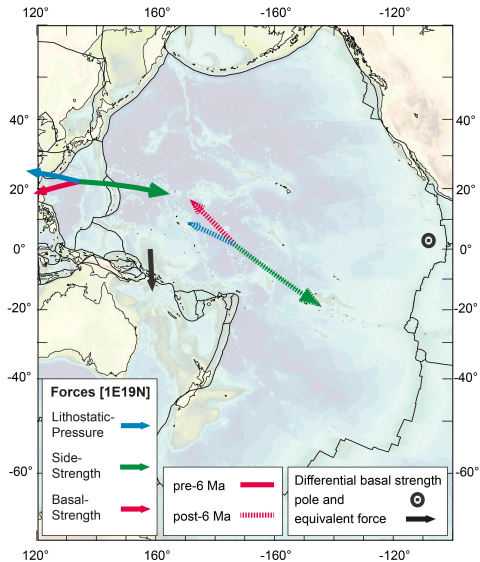 120° 160° -160° -120°
40° 40°
20° 20°
0° 0°
-20° -20°
-40° -40°
-60° -60°
Forces [1E19N]
Lithostatic-
Pressure
Side-
Strength
Basal-
Strength
pre-6 Ma
post-6 Ma
Differential basal strength
pole and
equivalent force
120° 160° -160° -120°